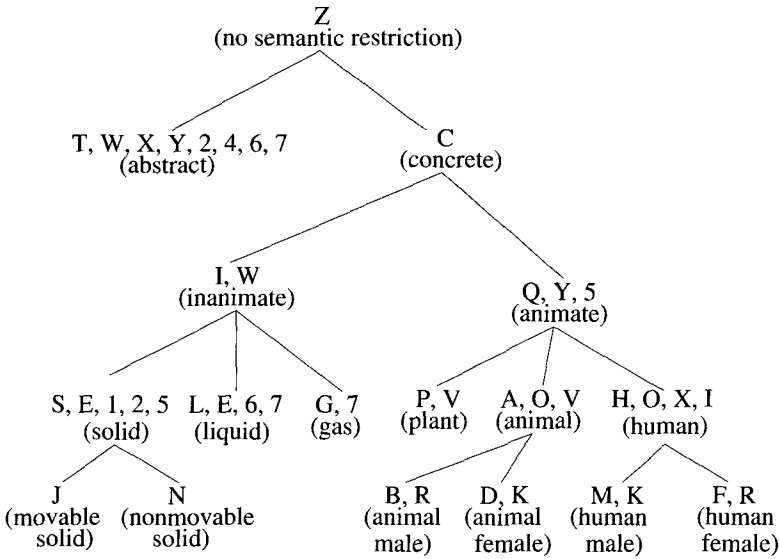 Z
(no semantic restriction)
T, W, X, Y, 2, 4, 6, 7
(abstract)
C
(concrete)
I, W
(inanimate)
Q, Y, 5
(animate)
S, E, 1, 2, 5
(solid)
L, E, 6, 7
(liquid)
G, 7
(gas)
P, V
(plant)
A, O, V
(animal)
H, O, X, I
(human)
J
(movable
solid)
N
(nonmovable
solid)
B, R
(animal
male)
D, K
(animal
female)
M, K
(human
male)
F, R
(human
female)